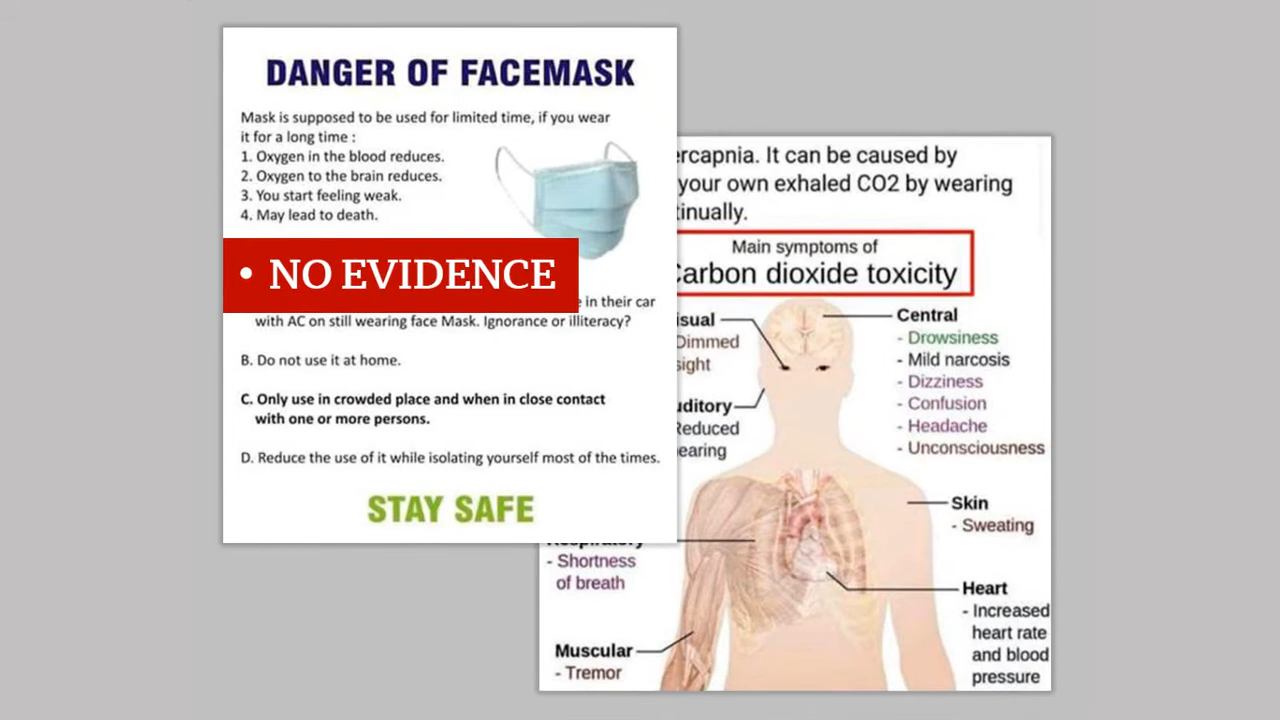 DANGER OF FACEMASK
Mask is supposed to be used for limited time, if you wear
it for a long time :
1. Oxygen in the blood reduces.
2. Oxygen to the brain reduces.
3. You start feeling weak.
4. May lead to death.
• NO EVIDENCE
in their car
with AC on still wearing face Mask. Ignorance or illiteracy?
B. Do not use it at home.
C. Only use in crowded place and when in close contact
with one or more persons.
D. Reduce the use of it while isolating yourself most of the times.
STAY SAFE
ercapnia. It can be caused by
your own exhaled CO2 by wearing
tinually.
Main symptoms of
Carbon dioxide toxicity
isual
Dimmed
sight
uditory
Reduced
earing
Central
- Drowsiness
- Mild narcosis
- Dizziness
- Confusion
- Headache
- Unconsciousness
Skin
- Sweating
Respiratory
- Shortness
of breath
Heart
- Increased
heart rate
and blood
pressure
Muscular
- Tremor